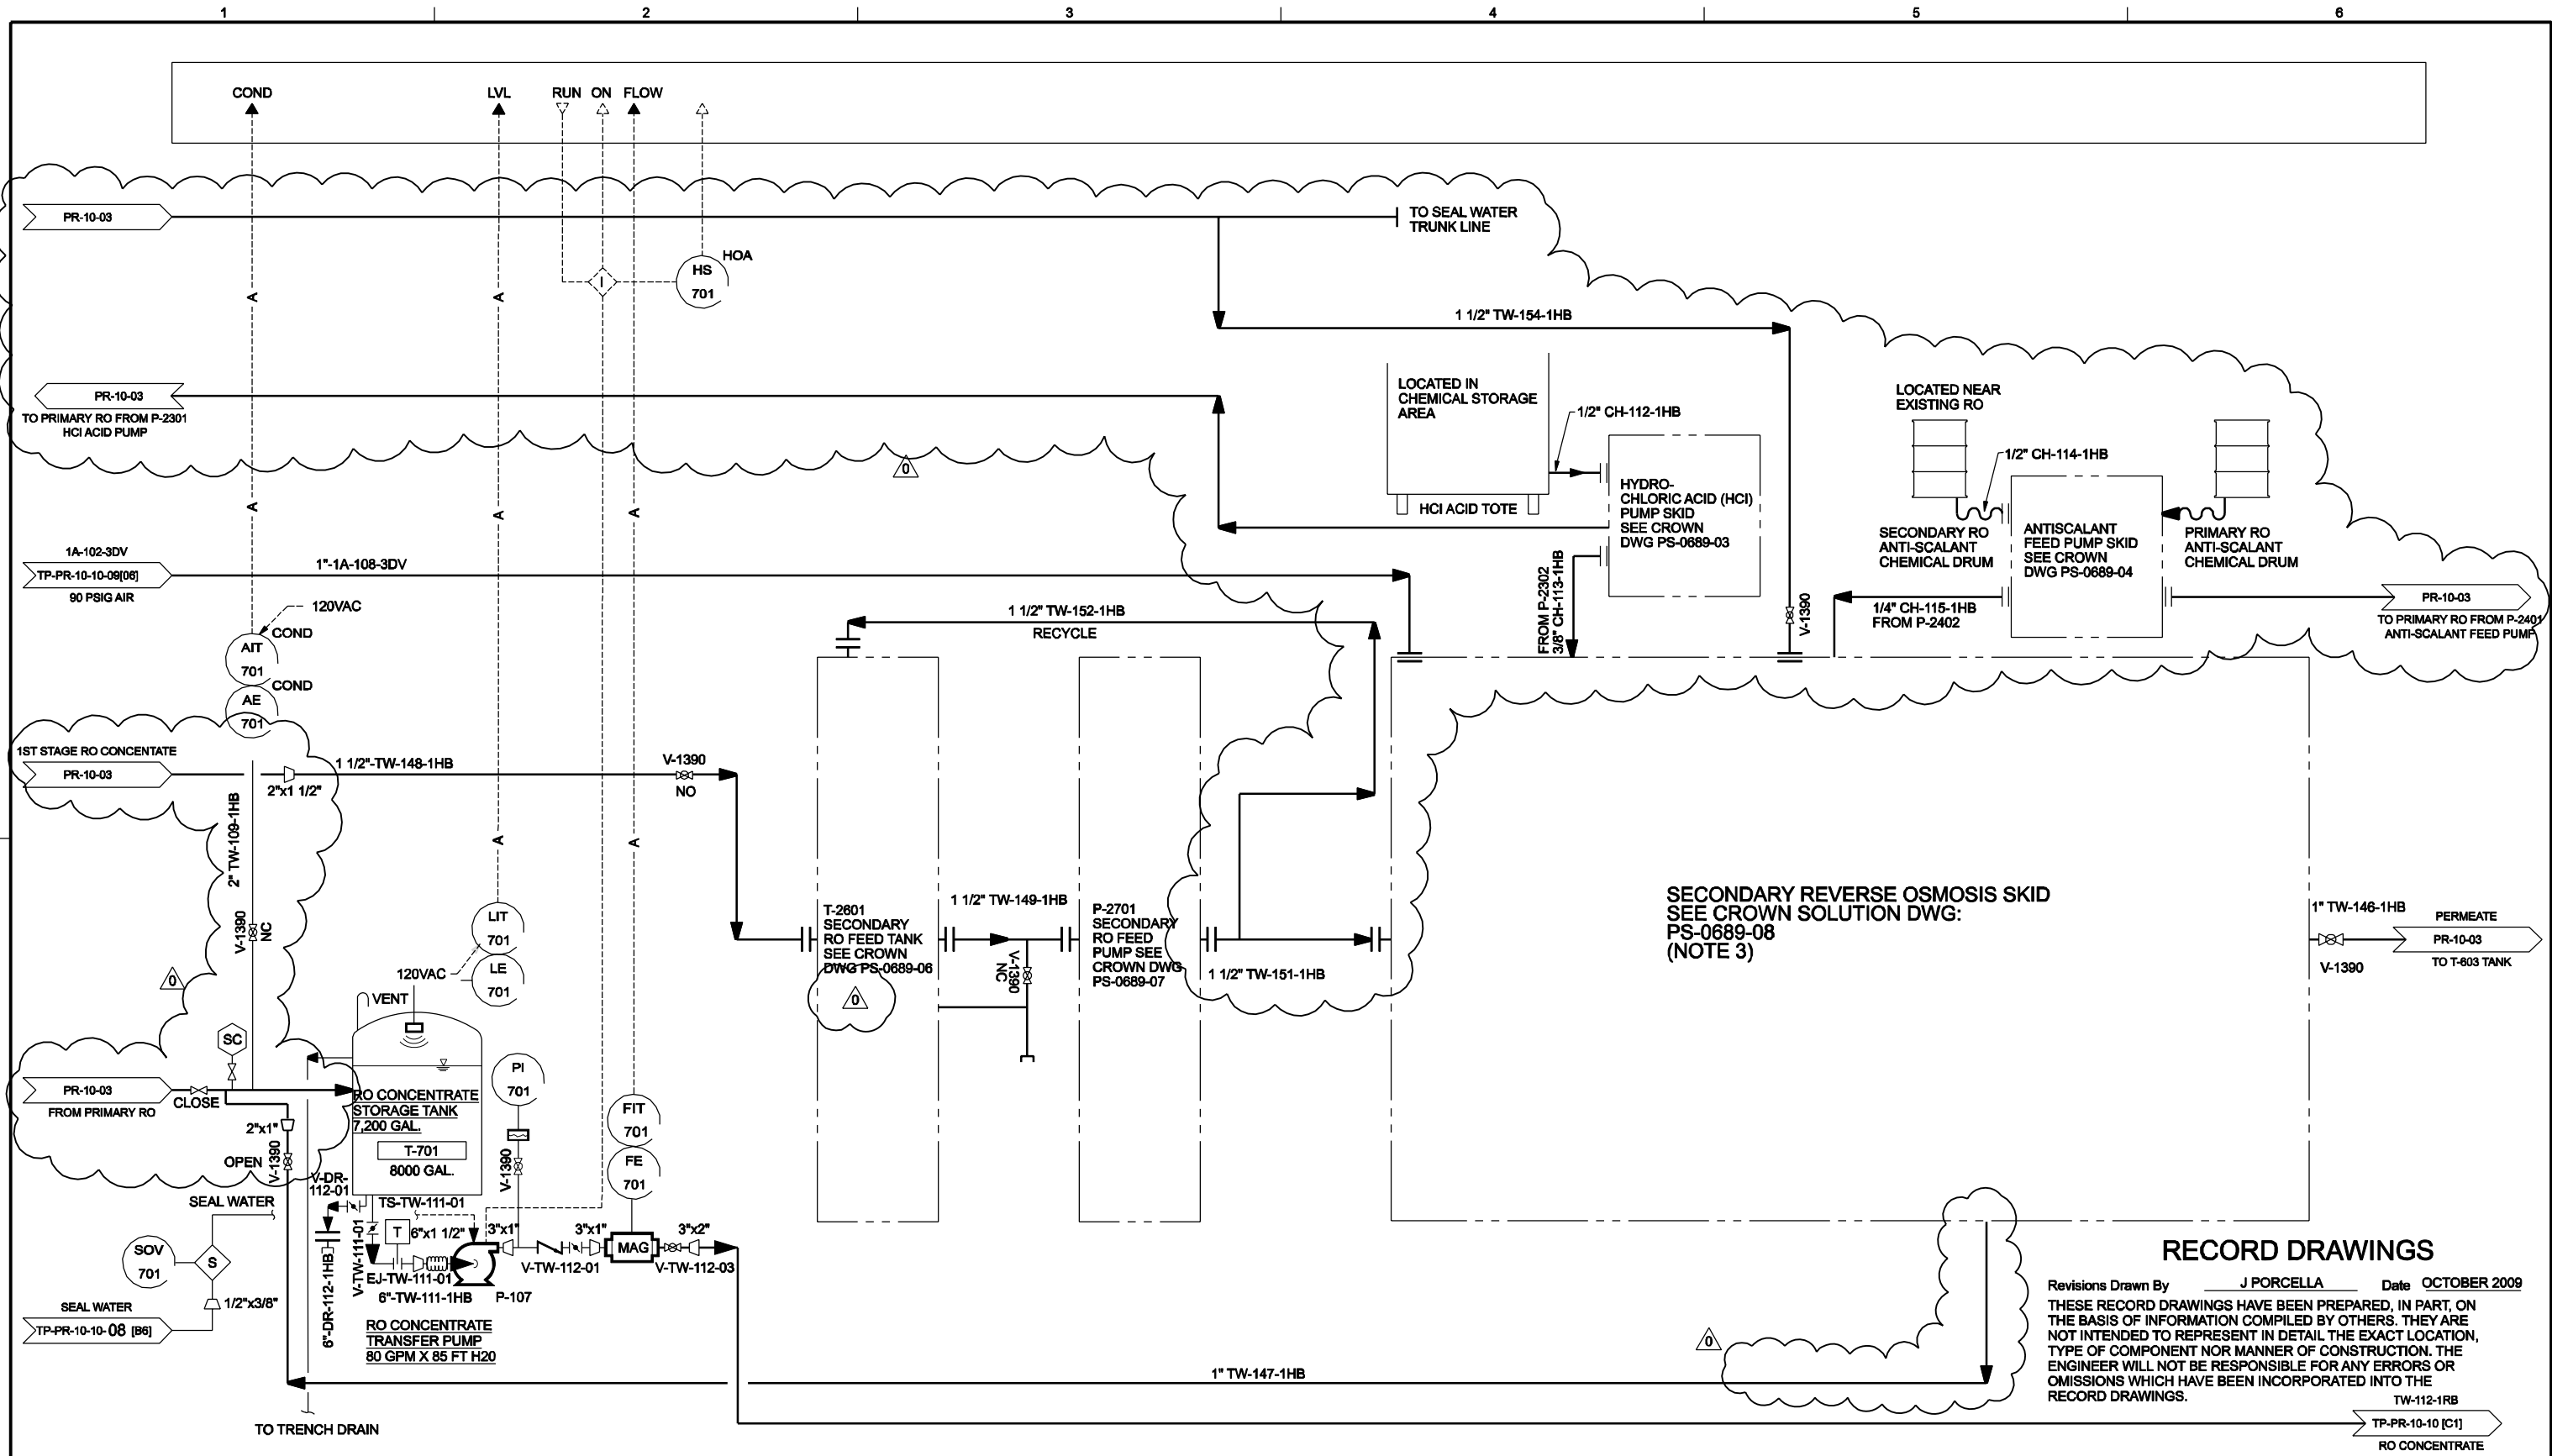 1
2
3
4
5
6
COND
LVL
RUN
ON
FLOW
PR-10-03
TO SEAL WATER
TRUNK LINE
HS
701
HOA
I
A
A
1 1/2" TW-154-1HB
PR-10-03
TO PRIMARY RO FROM P-2301
HCl ACID PUMP
LOCATED IN
CHEMICAL STORAGE
AREA
1/2" CH-112-1HB
HCl ACID TOTE
HYDRO-
CHLORIC ACID (HCl)
PUMP SKID
SEE CROWN
DWG PS-0689-03
LOCATED NEAR
EXISTING RO
1/2" CH-114-1HB
SECONDARY RO
ANTI-SCALANT
CHEMICAL DRUM
ANTISCALANT
FEED PUMP SKID
SEE CROWN
DWG PS-0689-04
PRIMARY RO
ANTI-SCALANT
CHEMICAL DRUM
0
A
A
A
1A-102-3DV
TP-PR-10-10-09[06]
90 PSIG AIR
1"-1A-108-3DV
120VAC
COND
AIT
701
COND
AE
701
1 1/2" TW-152-1HB
RECYCLE
FROM P-2302
3/8" CH-113-1HB
V-1390
1/4" CH-115-1HB
FROM P-2402
PR-10-03
TO PRIMARY RO FROM P-2401
ANTI-SCALANT FEED PUMP
1ST STAGE RO CONCENTATE
PR-10-03
2"x1 1/2"
1 1/2"-TW-148-1HB
V-1390
NO
2" TW-109-1HB
V-1390
NC
A
A
LIT
701
120VAC
LE
701
T-2601
SECONDARY
RO FEED TANK
SEE CROWN
DWG PS-0689-06
0
1 1/2" TW-149-1HB
V-1390
NC
P-2701
SECONDARY
RO FEED
PUMP SEE
CROWN DWG
PS-0689-07
1 1/2" TW-151-1HB
SECONDARY REVERSE OSMOSIS SKID
SEE CROWN SOLUTION DWG:
PS-0689-08
(NOTE 3)
1" TW-146-1HB
V-1390
PERMEATE
PR-10-03
TO T-603 TANK
0
VENT
SC
PR-10-03
FROM PRIMARY RO
CLOSE
2"x1"
OPEN
V-1390
RO CONCENTRATE
STORAGE TANK
7,200 GAL.
T-701
8000 GAL.
PI
701
V-1390
FIT
701
FE
701
V-DR-
112-01
TS-TW-111-01
SEAL WATER
SOV
701
S
SEAL WATER
TP-PR-10-10-08 [B6]
1/2"x3/8"
6"-DR-112-1HB
V-TW-111-01
T
6"x1 1/2"
EJ-TW-111-01
6"-TW-111-1HB
P-107
3"x1"
V-TW-112-01
3"x1"
MAG
3"x2"
V-TW-112-03
RO CONCENTRATE
TRANSFER PUMP
80 GPM X 85 FT H20
TO TRENCH DRAIN
1" TW-147-1HB
0
RECORD DRAWINGS
Revisions Drawn By J PORCELLA Date OCTOBER 2009
THESE RECORD DRAWINGS HAVE BEEN PREPARED, IN PART, ON
THE BASIS OF INFORMATION COMPILED BY OTHERS. THEY ARE
NOT INTENDED TO REPRESENT IN DETAIL THE EXACT LOCATION,
TYPE OF COMPONENT NOR MANNER OF CONSTRUCTION. THE
ENGINEER WILL NOT BE RESPONSIBLE FOR ANY ERRORS OR
OMISSIONS WHICH HAVE BEEN INCORPORATED INTO THE
RECORD DRAWINGS.
TW-112-1RB
TP-PR-10-10 [C1]
RO CONCENTRATE